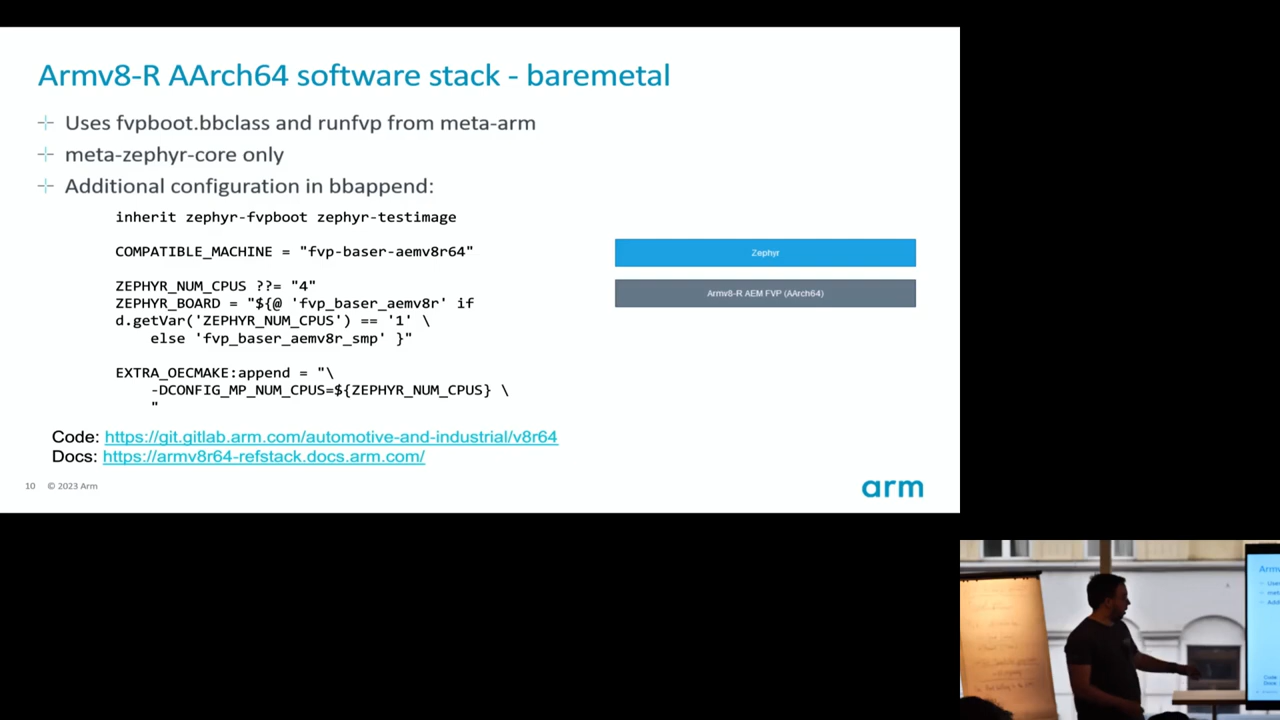 Armv8-R AArch64 software stack - baremetal
Uses fvpboot.bbclass and runfvp from meta-arm
meta-zephyr-core only
Additional configuration in bbappend:
inherit zephyr-fvpboot zephyr-testimage
COMPATIBLE_MACHINE = "fvp-baser-aemv8r64"
ZEPHYR_NUM_CPUS ??= "4"
ZEPHYR_BOARD = "${@ 'fvp_baser_aemv8r' if
d.getVar('ZEPHYR_NUM_CPUS') == '1' \
else 'fvp_baser_aemv8r_smp' }"
EXTRA_OECMAKE:append = "\
-DCONFIG_MP_NUM_CPUS=${ZEPHYR_NUM_CPUS} \
"
Zephyr
Armv8-R AEM FVP (AArch64)
Code: https://git.gitlab.arm.com/automotive-and-industrial/v8r64
Docs: https://armv8r64-refstack.docs.arm.com/
10 © 2023 Arm
arm